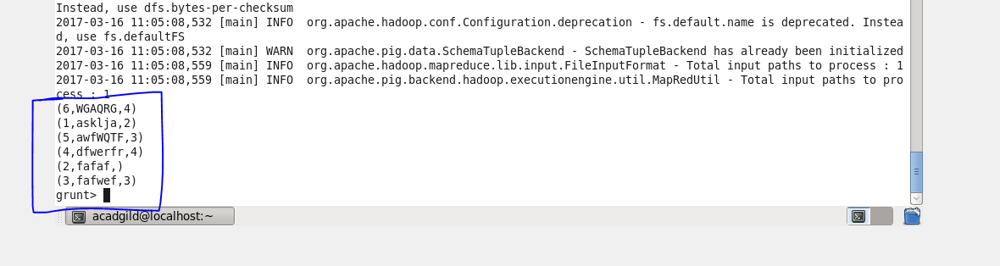 Instead, use dfs.bytes-per-checksum
2017-03-16 11:05:08,532 [main] INFO  org.apache.hadoop.conf.Configuration.deprecation - fs.default.name is deprecated. Instea
d, use fs.defaultFS
2017-03-16 11:05:08,532 [main] WARN  org.apache.pig.data.SchemaTupleBackend - SchemaTupleBackend has already been initialized
2017-03-16 11:05:08,559 [main] INFO  org.apache.hadoop.mapreduce.lib.input.FileInputFormat - Total input paths to process : 1
2017-03-16 11:05:08,559 [main] INFO  org.apache.pig.backend.hadoop.executionengine.util.MapRedUtil - Total input paths to pro
cess : 1
(6,WGAQRG,4)
(1,asklja,2)
(5,awfWQTF,3)
(4,dfwerfr,4)
(2,fafaf,)
(3,fafwef,3)
grunt>
acadgild@localhost:~